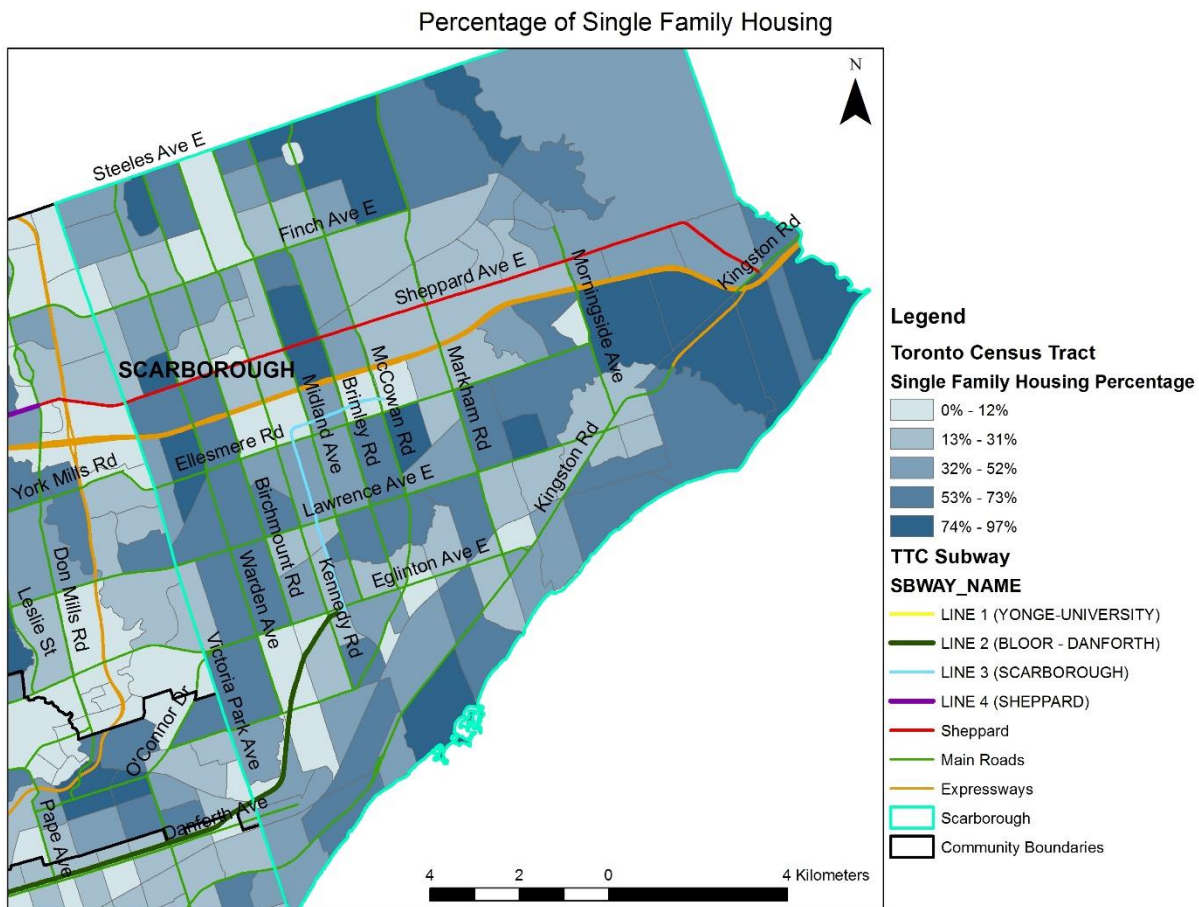 Percentage of Single Family Housing
N
Steeles Ave E
Finch Ave E
Sheppard Ave E
Kingston Rd
Morningside Ave
SCARBOROUGH
McCowan Rd
Markham Rd
Midland Ave
Brimley Rd
Ellesmere Rd
York Mills Rd
Kingston Rd
Lawrence Ave E
Birchmount Rd
Eglinton Ave E
Warden Ave
Kennedy Rd
Don Mills Rd
Leslie St
Victoria Park Ave
O'Connor Dr
Pape Ave
Danforth Ave
4 2 0 4 Kilometers
Legend
Toronto Census Tract
Single Family Housing Percentage
0% - 12%
13% - 31%
32% - 52%
53% - 73%
74% - 97%
TTC Subway
SBWAY_NAME
LINE 1 (YONGE-UNIVERSITY)
LINE 2 (BLOOR - DANFORTH)
LINE 3 (SCARBOROUGH)
LINE 4 (SHEPPARD)
Sheppard
Main Roads
Expressways
Scarborough
Community Boundaries